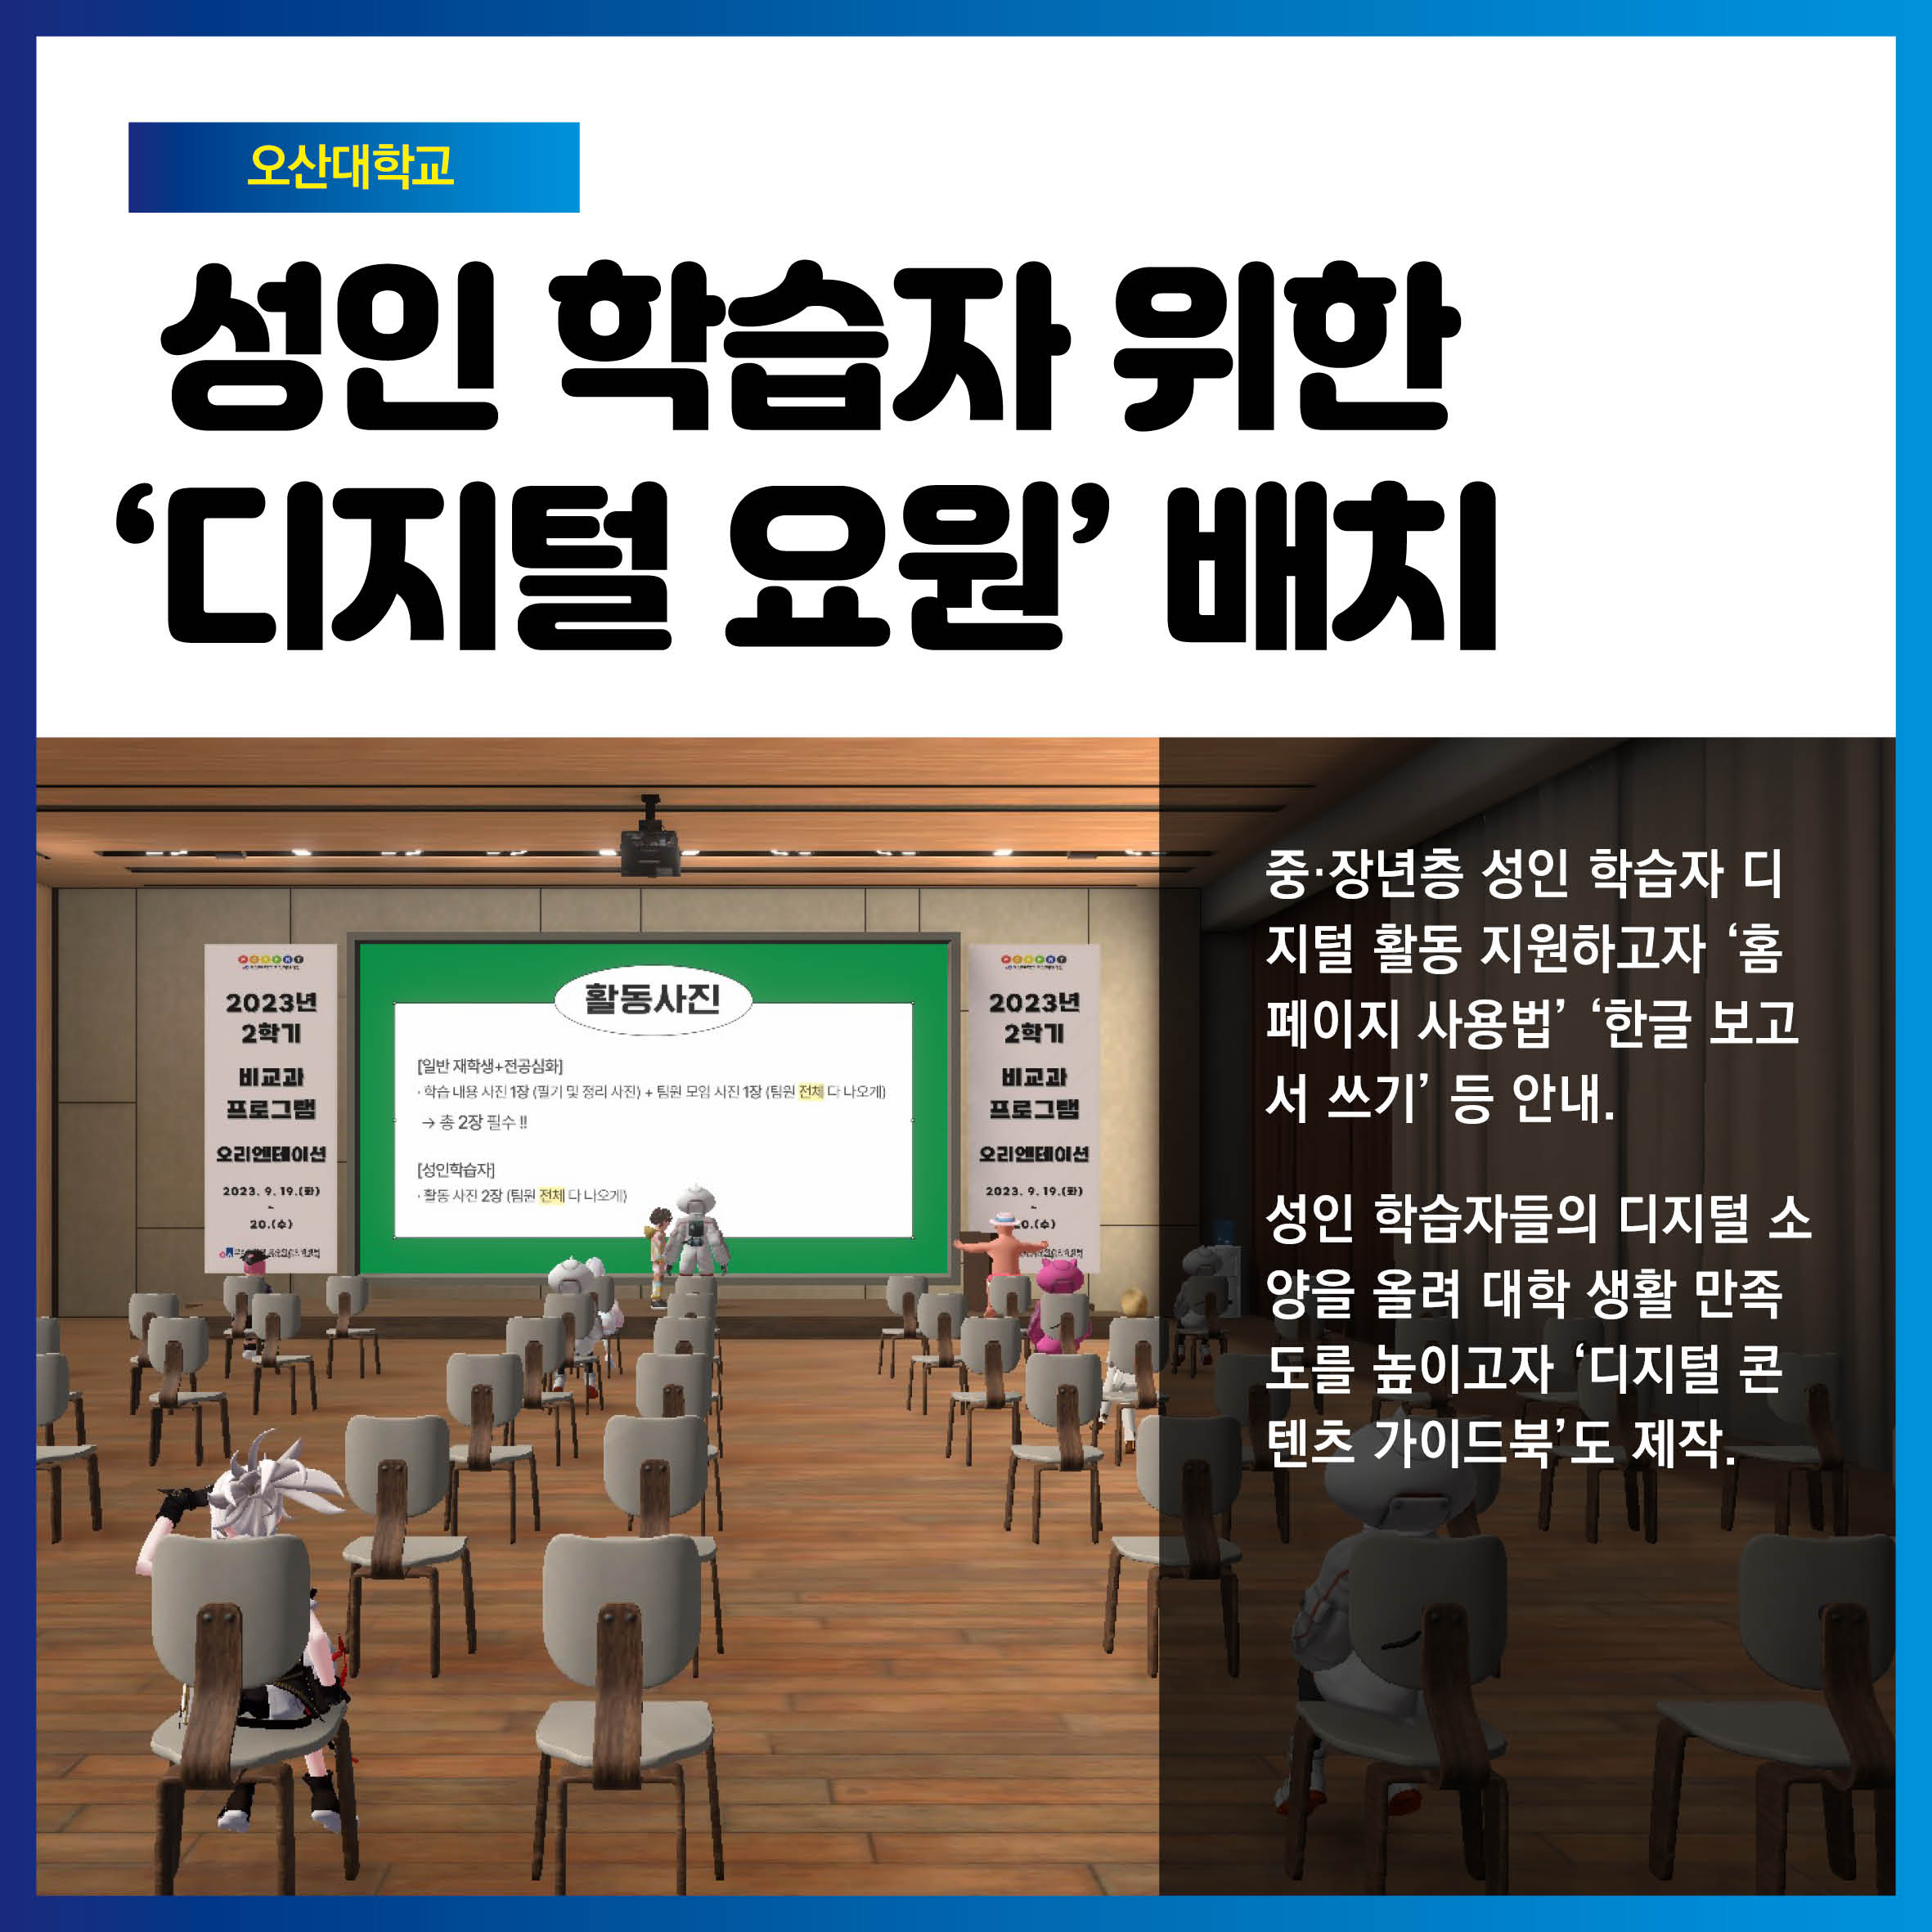 오산대학교
성인 학습자 위한
‘디지털 요원’ 배치
중·장년층 성인 학습자 디
지털 활동 지원하고자 ‘홈
페이지 사용법’ ‘한글 보고
서 쓰기’ 등 안내.
성인 학습자들의 디지털 소
양을 올려 대학 생활 만족
도를 높이고자 ‘디지털 콘
텐츠 가이드북’도 제작.
2023년
2학기
비교과
프로그램
오리엔테이션
2023. 9. 19.(화)
~
20.(수)
활동사진
[일반 재학생+전공심화]
· 학습 내용 사진 1장 (필기 및 정리 사진) + 팀원 모임 사진 1장 (팀원 전체 다 나오게)
→ 총 2장 필수 !!
[성인학습자]
· 활동 사진 2장 (팀원 전체 다 나오게)
2023년
2학기
비교과
프로그램
오리엔테이션
2023. 9. 19.(화)
0.(수)